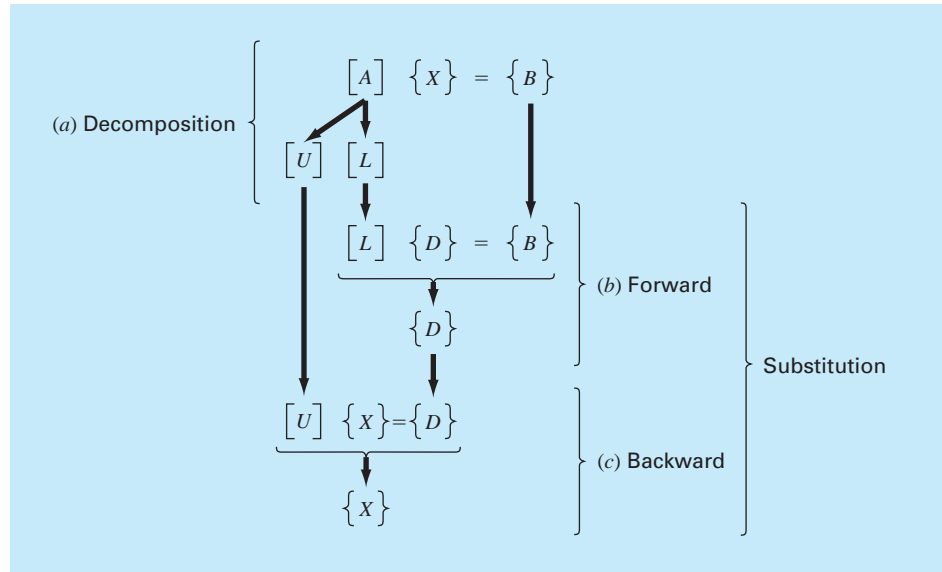 [A] {X} = {B}
(a) Decomposition
[U] [L]
[L] {D} = {B}
(b) Forward
{D}
Substitution
[U] {X}={D}
(c) Backward
{X}